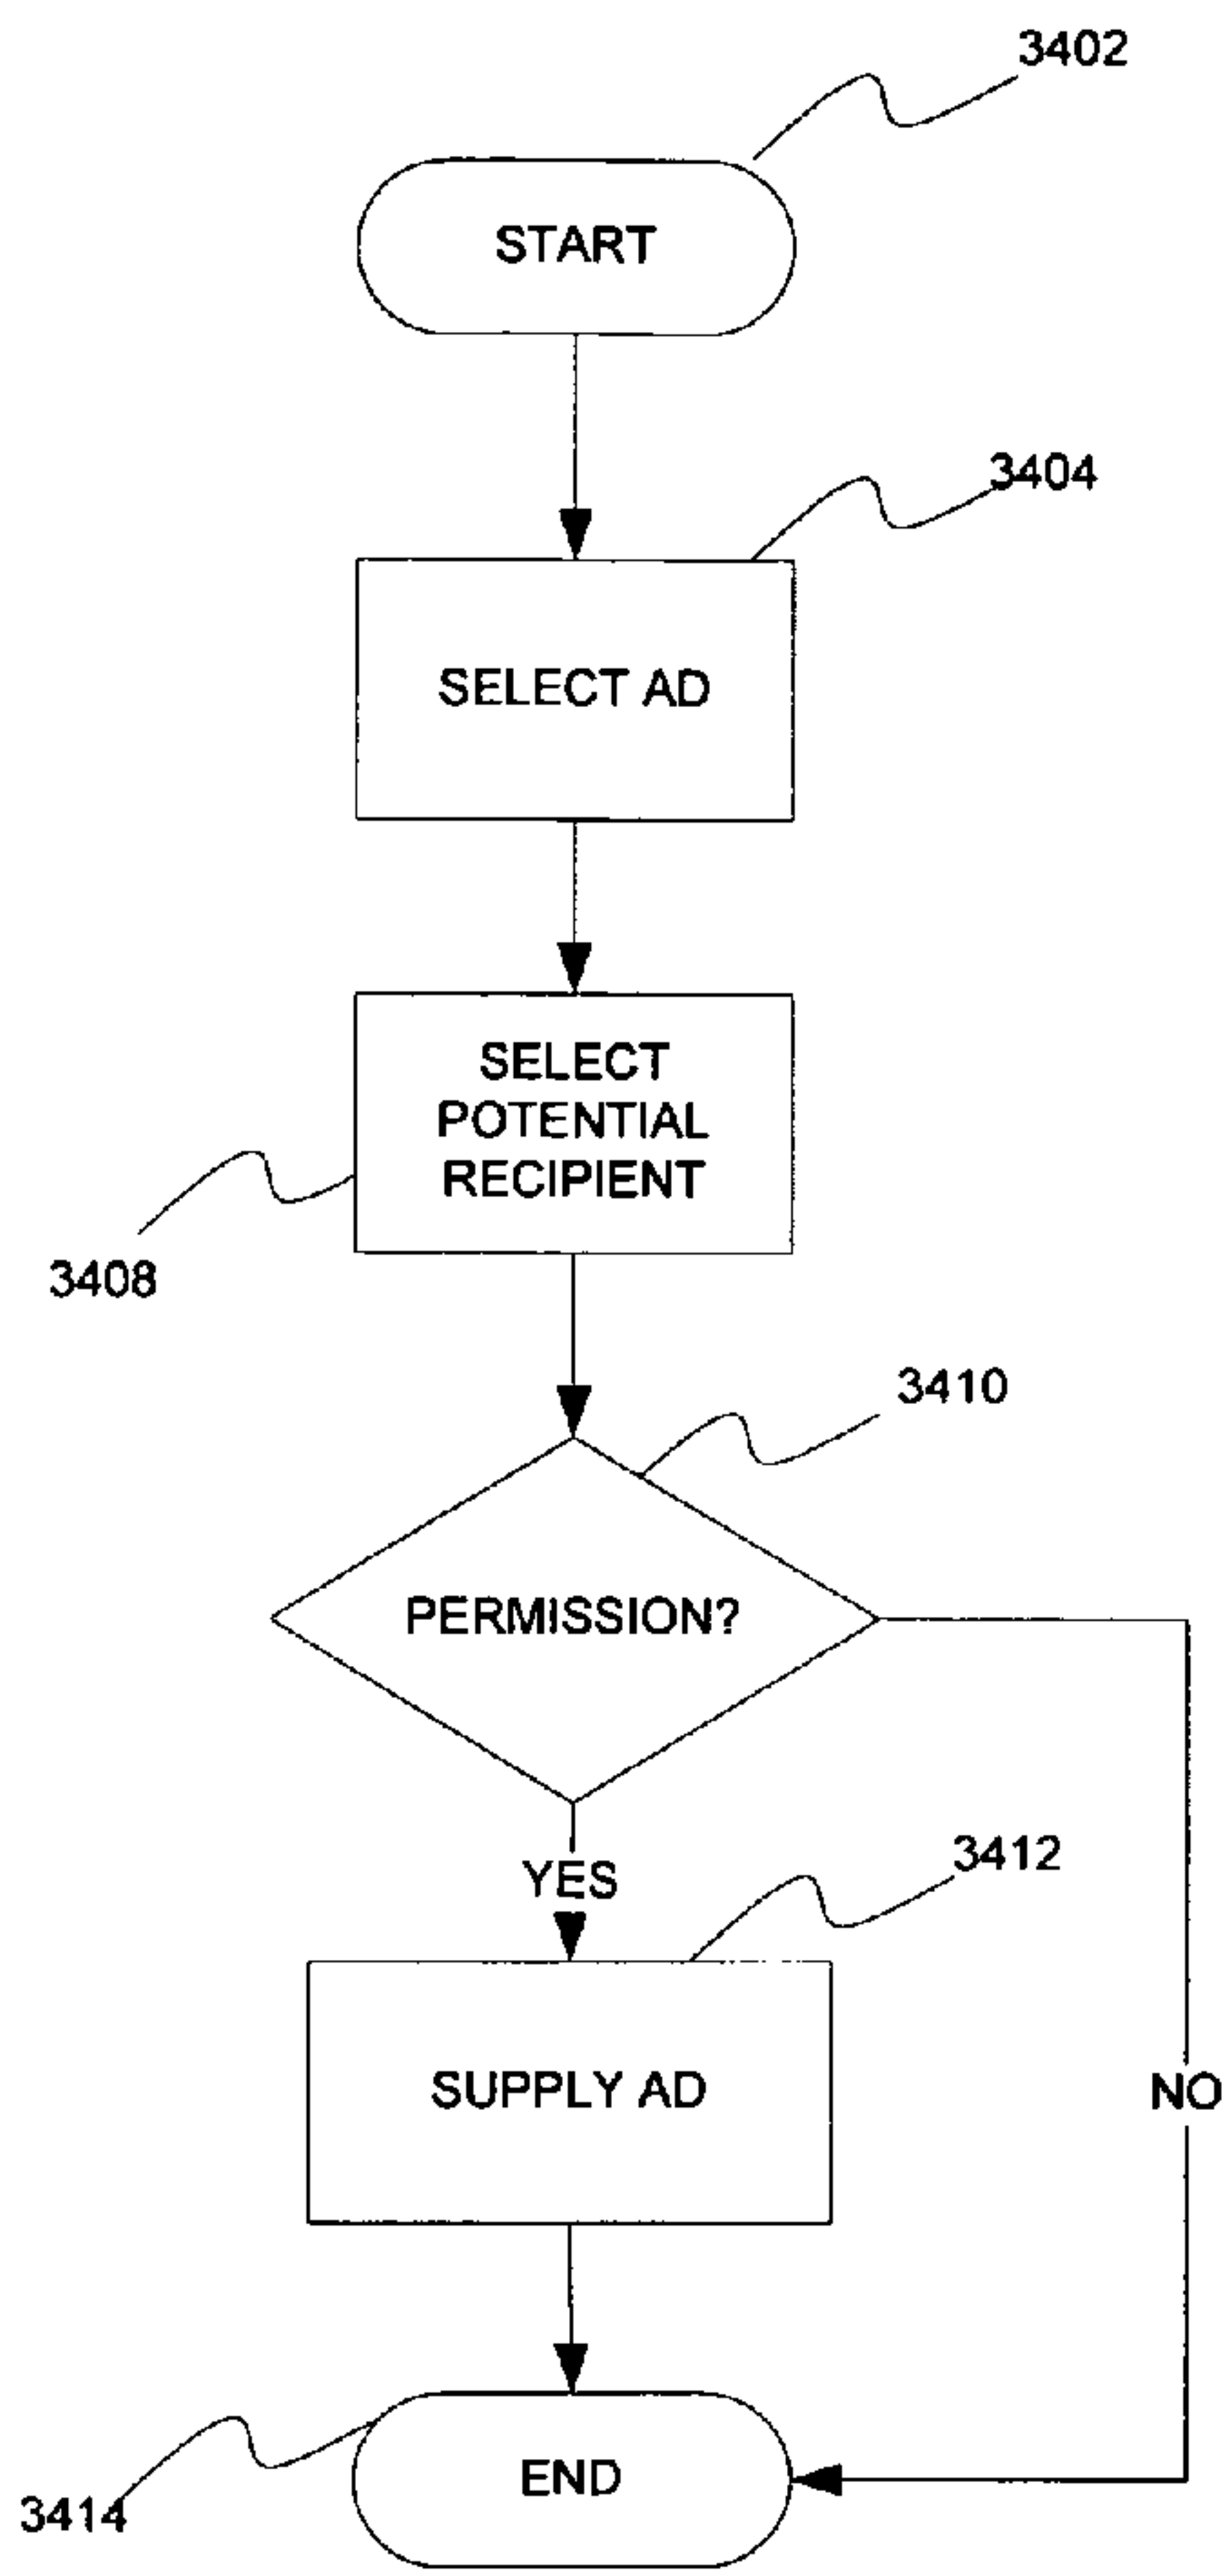 3402
START
3404
SELECT AD
SELECT
POTENTIAL
RECIPIENT
3408
3410
PERMISSION?
YES
3412
SUPPLY AD
NO
END
3414